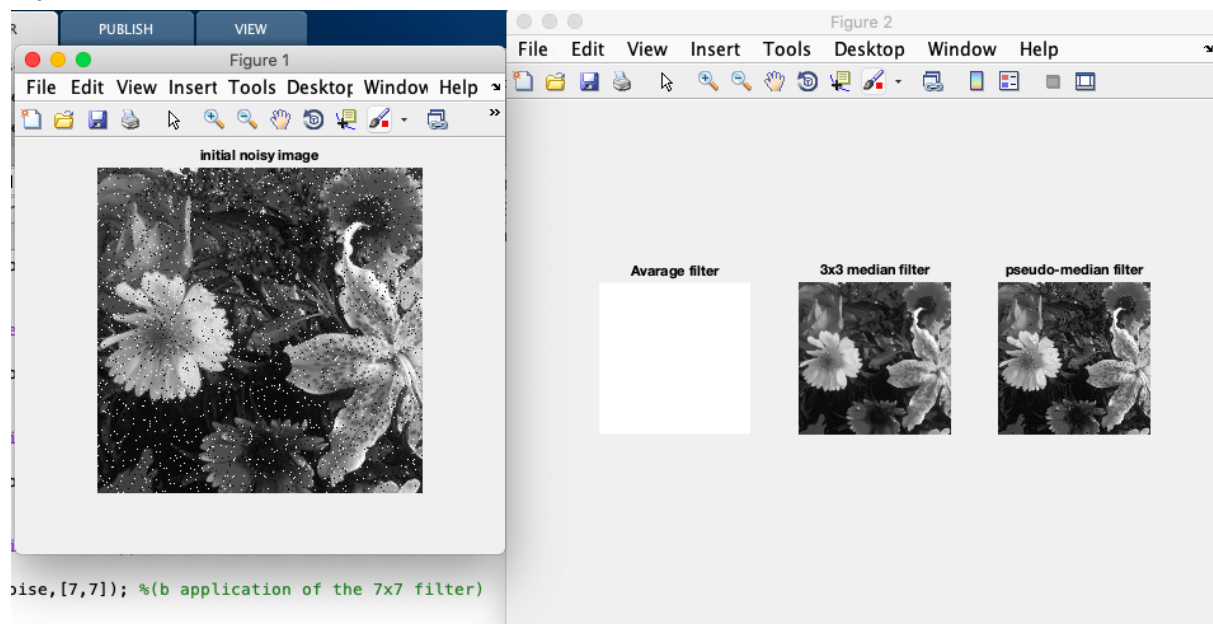 PUBLISH
VIEW
Figure 1
File Edit View Insert Tools Desktop Window Help
initial noisy image
oise,[7,7]); %(b application of the 7x7 filter)
Figure 2
File Edit View Insert Tools Desktop Window Help
Avarage filter
3x3 median filter
pseudo-median filter